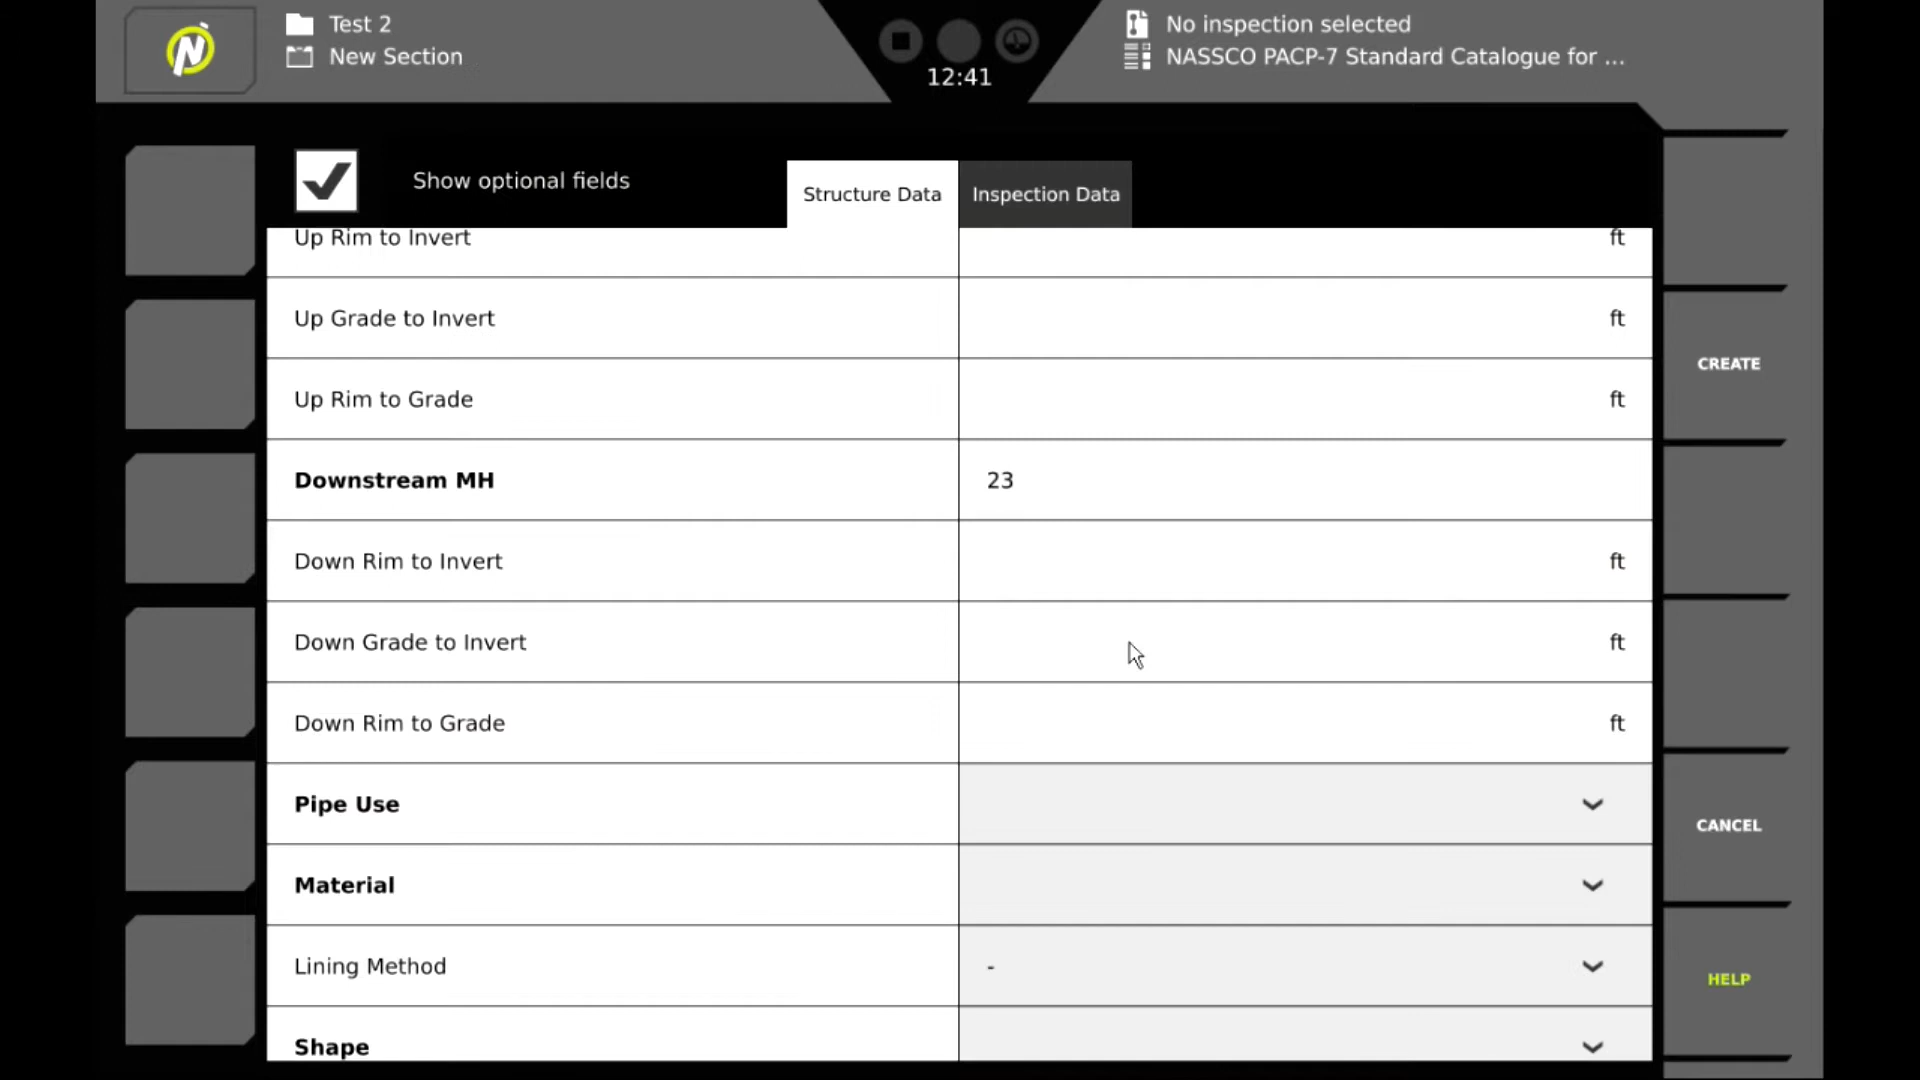 Test 2
New Section
12:41
No inspection selected
NASSCO PACP-7 Standard Catalogue for ...
Show optional fields
Structure Data
Inspection Data
Up Rim to Invert ft
Up Grade to Invert ft
Up Rim to Grade ft
Downstream MH 23
Down Rim to Invert ft
Down Grade to Invert ft
Down Rim to Grade ft
Pipe Use
Material
Lining Method -
Shape
CREATE
CANCEL
HELP